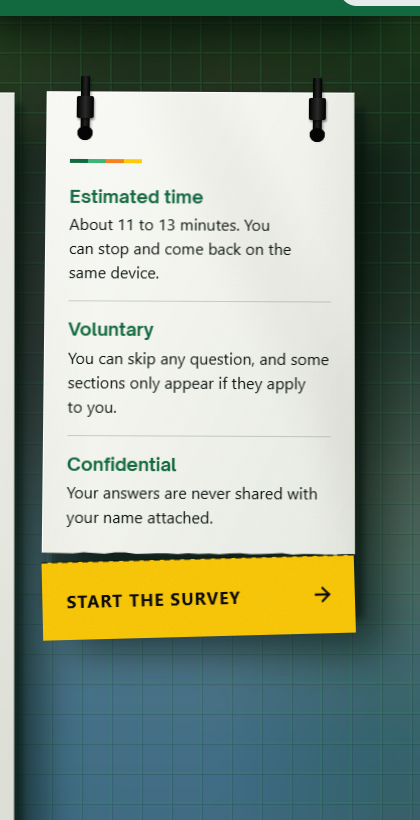 Estimated time
About 11 to 13 minutes. You
can stop and come back on the
same device.
Voluntary
You can skip any question, and some
sections only appear if they apply
to you.
Confidential
Your answers are never shared with
your name attached.
START THE SURVEY →